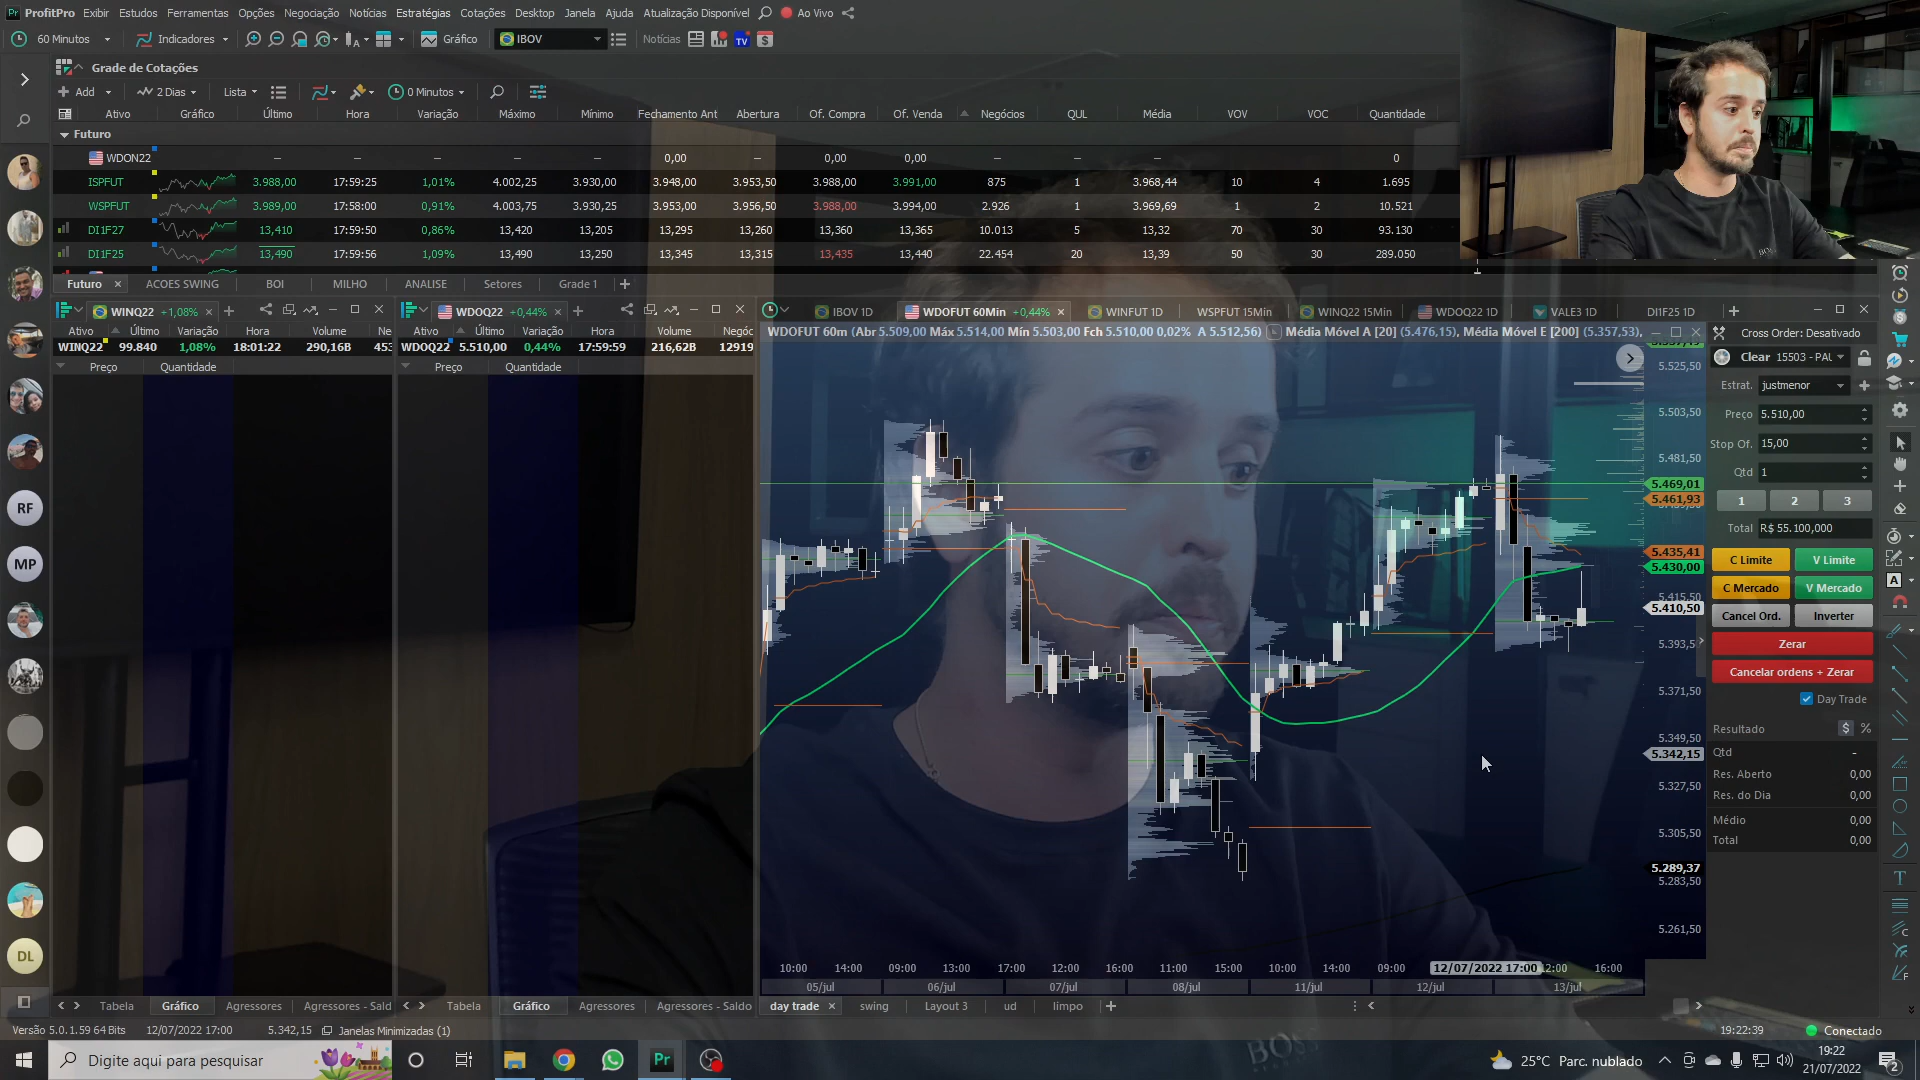 ProfitPro Exibir Estudos Ferramentas Opções Negociação Notícias Estratégias Cotações Desktop Janela Ajuda Atualização Disponível Ao Vivo
60 Minutos Indicadores Gráfico IBOV Notícias
Grade de Cotações
Add 2 Dias Lista 0 Minutos
Ativo Gráfico Último Hora Variação Máximo Mínimo Fechamento Ant Abertura Of. Compra Of. Venda Negócios QUL Média VOV VOC Quantidade
Futuro
WDON22 – – – – – 0,00 – 0,00 0,00 – – – 0
ISPFUT 3.988,00 17:59:25 1,01% 4.002,25 3.930,00 3.948,00 3.953,50 3.988,00 3.991,00 875 1 3.968,44 10 4 1.695
WSPFUT 3.989,00 17:58:00 0,91% 4.003,75 3.930,25 3.953,00 3.956,50 3.988,00 3.994,00 2.926 1 3.969,69 1 2 10.521
DI1F27 13,410 17:59:50 0,86% 13,420 13,205 13,295 13,260 13,360 13,365 10.013 5 13,32 70 30 93.130
DI1F25 13,490 17:59:56 1,09% 13,490 13,250 13,345 13,315 13,435 13,440 22.454 20 13,39 50 30 289.050
Futuro ACOES SWING BOI MILHO ANALISE Setores Grade 1
WINQ22 +1,08%
Ativo Último Variação Hora Volume Ne
WINQ22 99.840 1,08% 18:01:22 290,16B 453
Preço Quantidade
WDOQ22 +0,44%
Ativo Último Variação Hora Volume Negóc
WDOQ22 5.510,00 0,44% 17:59:59 216,62B 12919
Preço Quantidade
IBOV 1D WDOFUT 60Min +0,44% WINFUT 1D WSPFUT 15Min WINQ22 15Min WDOQ22 1D VALE3 1D DI1F25 1D
WDOFUT 60m (Abr 5.509,00 Máx 5.514,00 Mín 5.503,00 Fch 5.510,00 0,02% A 5.512,56) Média Móvel A [20] (5.476,15), Média Móvel E [200] (5.357,53),
5.525,50
5.503,50
5.481,50
5.469,01
5.461,93
5.435,41
5.430,00
5.415,50
5.410,50
5.393,5
5.371,50
5.349,50
5.342,15
5.327,50
5.305,50
5.289,37
5.283,50
5.261,50
10:00 14:00 09:00 13:00 17:00 12:00 16:00 11:00 15:00 10:00 14:00 09:00 12/07/2022 17:00 12:00 16:00
05/jul 06/jul 07/jul 08/jul 11/jul 12/jul 13/jul
Cross Order: Desativado
Clear 15503 - PAU
Estrat. justmenor
Preço 5.510,00
Stop Of. 15,00
Qtd 1
1 2 3
Total R$ 55.100,000
C Limite V Limite
C Mercado V Mercado
Cancel Ord. Inverter
Zerar
Cancelar ordens + Zerar
Day Trade
Resultado $ %
Qtd -
Res. Aberto 0,00
Res. do Dia 0,00
Médio 0,00
Total 0,00
RF
MP
DL
BOSS
Tabela Gráfico Agressores Agressores - Sald
Tabela Gráfico Agressores Agressores - Saldo
day trade swing Layout 3 ud limpo
Versão 5.0.1.59 64 Bits 12/07/2022 17:00 5.342,15 Janelas Minimizadas (1) 19:22:39 Conectado
Digite aqui para pesquisar
Pr
25°C Parc. nublado
19:22
21/07/2022
2